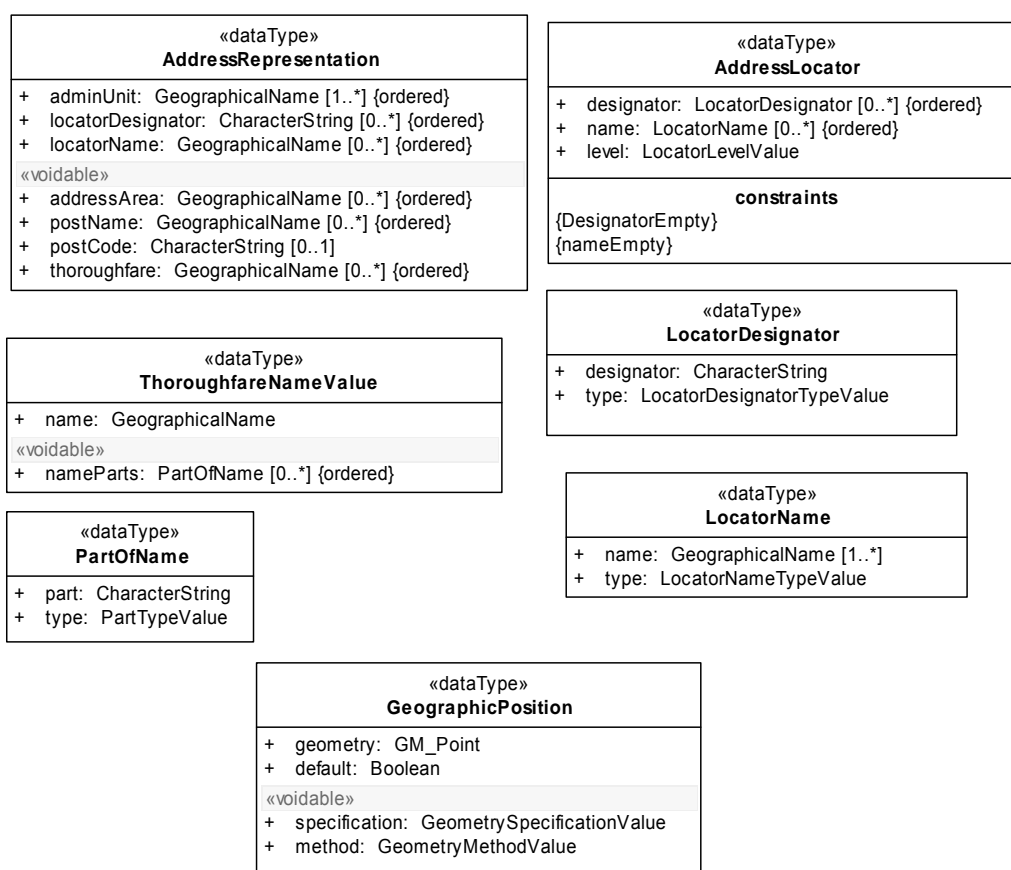 «dataType»
AddressRepresentation
+ adminUnit: GeographicalName [1..*] {ordered}
+ locatorDesignator: CharacterString [0..*] {ordered}
+ locatorName: GeographicalName [0..*] {ordered}
«voidable»
+ addressArea: GeographicalName [0..*] {ordered}
+ postName: GeographicalName [0..*] {ordered}
+ postCode: CharacterString [0..1]
+ thoroughfare: GeographicalName [0..*] {ordered}
«dataType»
AddressLocator
+ designator: LocatorDesignator [0..*] {ordered}
+ name: LocatorName [0..*] {ordered}
+ level: LocatorLevelValue
constraints
{DesignatorEmpty}
{nameEmpty}
«dataType»
LocatorDesignator
+ designator: CharacterString
+ type: LocatorDesignatorTypeValue
«dataType»
ThoroughfareNameValue
+ name: GeographicalName
«voidable»
+ nameParts: PartOfName [0..*] {ordered}
«dataType»
LocatorName
+ name: GeographicalName [1..*]
+ type: LocatorNameTypeValue
«dataType»
PartOfName
+ part: CharacterString
+ type: PartTypeValue
«dataType»
GeographicPosition
+ geometry: GM_Point
+ default: Boolean
«voidable»
+ specification: GeometrySpecificationValue
+ method: GeometryMethodValue